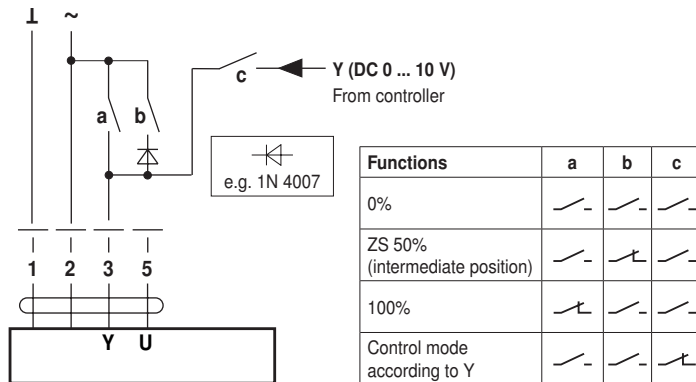 ⊥ ~
Y (DC 0 ... 10 V)
From controller
c
a b
e.g. 1N 4007
1 2 3 5
Y U
Functions a b c
0%
ZS 50%
(intermediate position)
100%
Control mode
according to Y